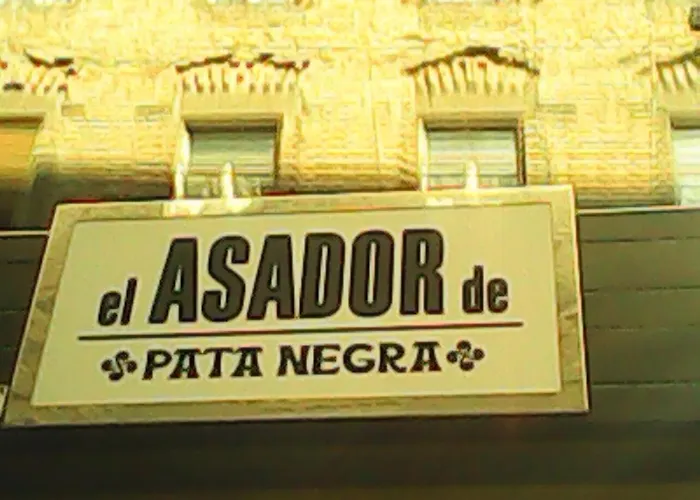 el ASADOR de
PATA NEGRA